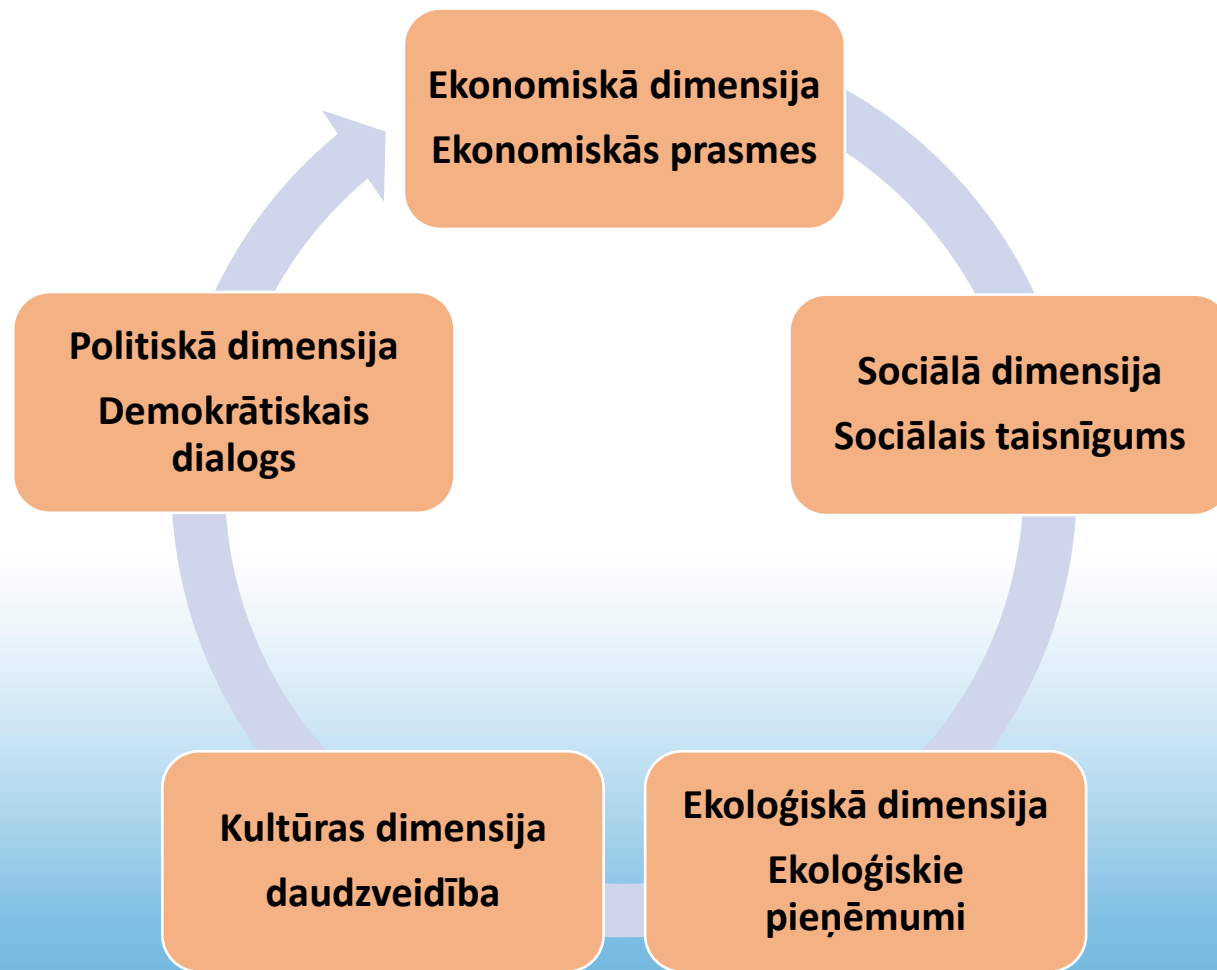 Ekonomiskā dimensija
Ekonomiskās prasmes
Sociālā dimensija
Sociālais taisnīgums
Ekoloģiskā dimensija
Ekoloģiskie
pieņēmumi
Kultūras dimensija
daudzveidība
Politiskā dimensija
Demokrātiskais
dialogs